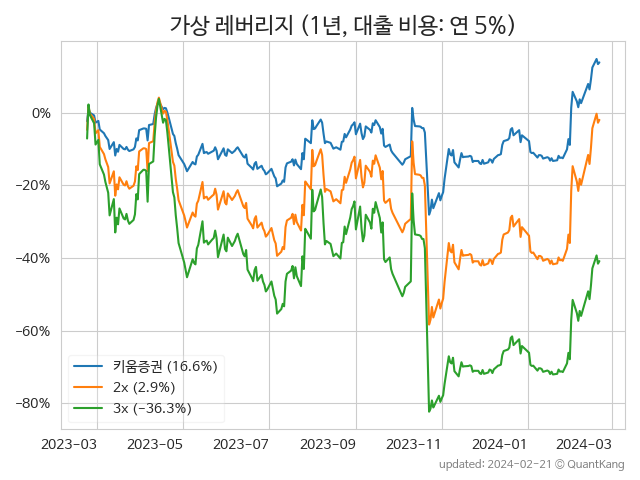 가상 레버리지 (1년, 대출 비용: 연 5%)
0%
−20%
−40%
−60%
−80%
키움증권 (16.6%)
2x (2.9%)
3x (-36.3%)
2023-03 2023-05 2023-07 2023-09 2023-11 2024-01 2024-03
updated: 2024-02-21 © QuantKang